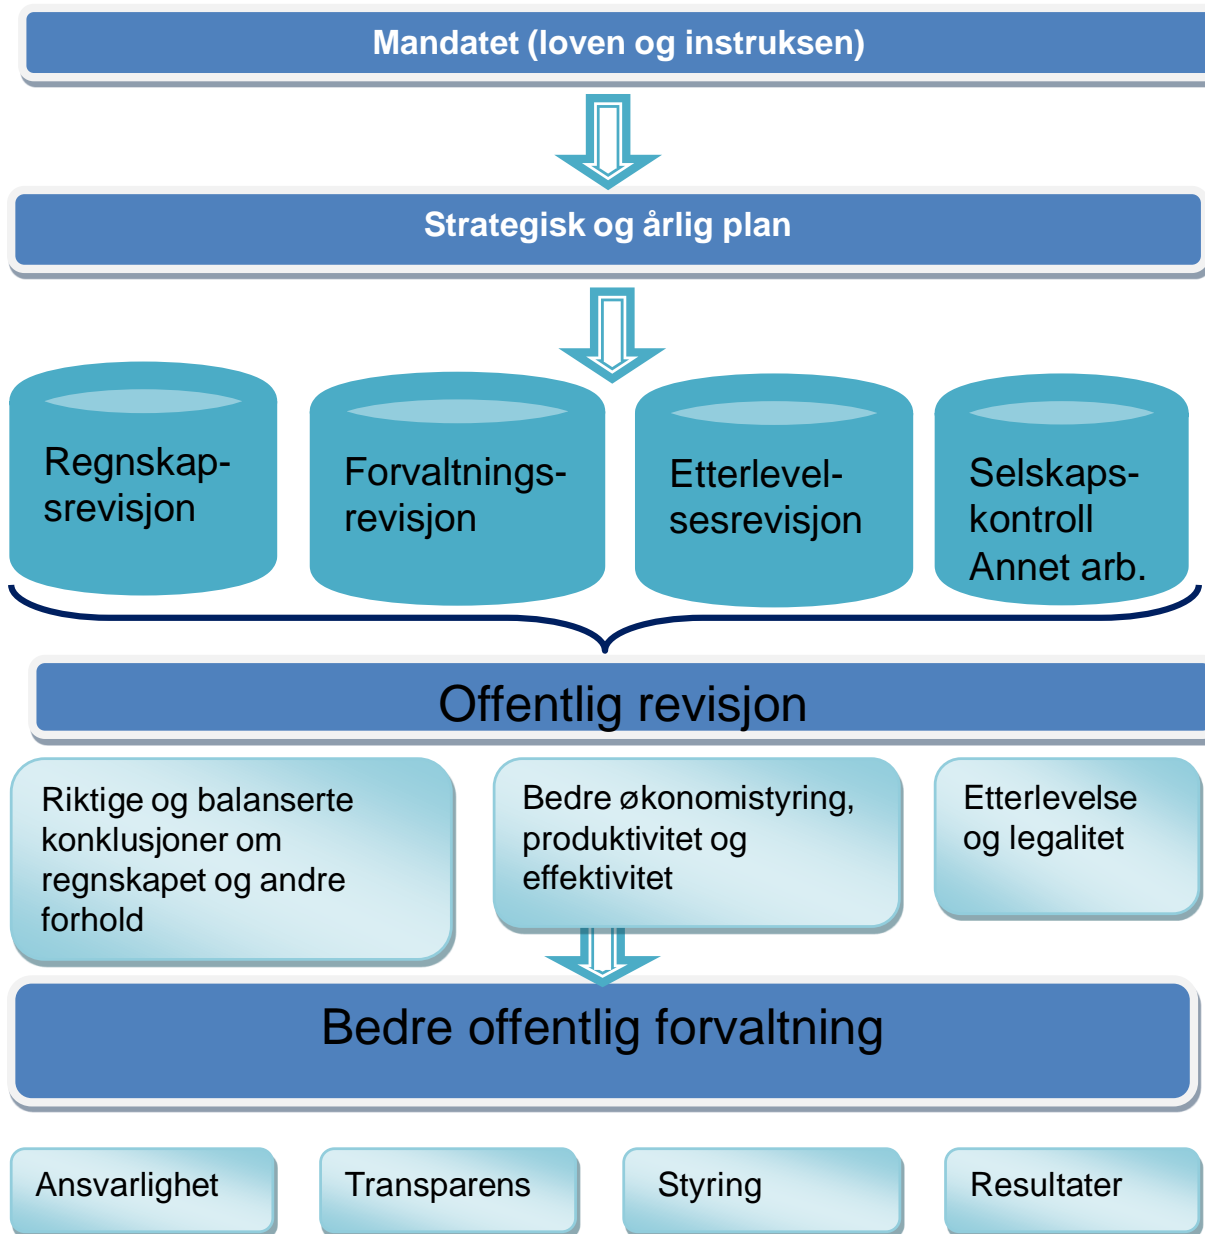 Mandatet (loven og instruksen)
Strategisk og årlig plan
Regnskap-
srevisjon
Forvaltnings-
revisjon
Etterlevel-
sesrevisjon
Selskaps-
kontroll
Annet arb.
Offentlig revisjon
Riktige og balanserte
konklusjoner om
regnskapet og andre
forhold
Bedre økonomistyring,
produktivitet og
effektivitet
Etterlevelse
og legalitet
Bedre offentlig forvaltning
Ansvarlighet
Transparens
Styring
Resultater